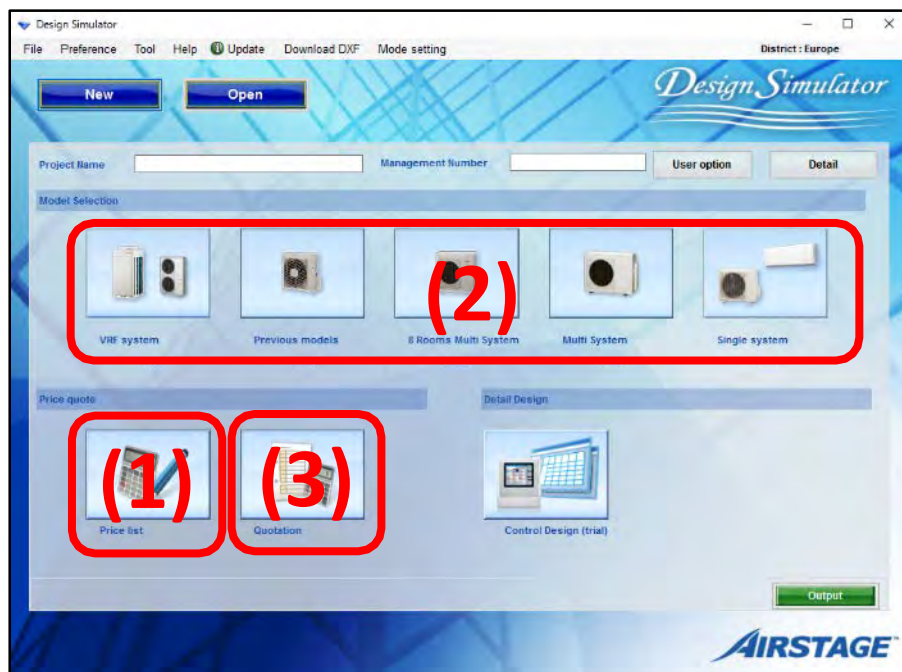 Design Simulator
File Preference Tool Help Update Download DXF Mode setting District : Europe
New Open Design Simulator
Project Name Management Number User option Detail
Model Selection
(2)
VRF system Previous models 8 Rooms Multi System Multi System Single system
Price quote Detail Design
(1) (3)
Price list Quotation Control Design (trial)
Output
AIRSTAGE